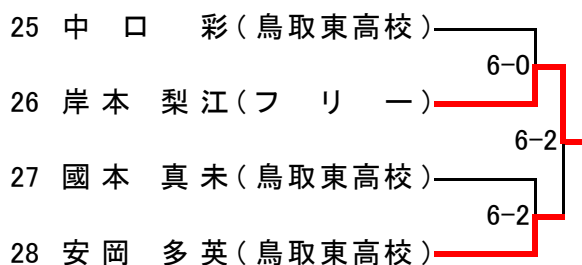 25 中 口 彩(鳥取東高校)
6-0
26 岸本 梨江(フリー)
6-2
27 國本 真未(鳥取東高校)
6-2
28 安岡 多英(鳥取東高校)